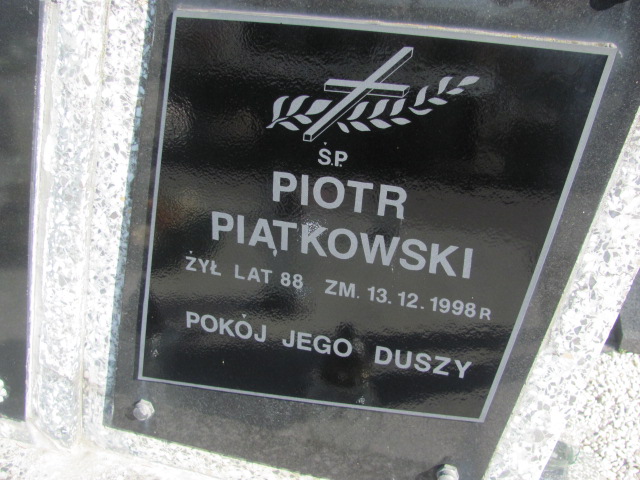 Ś.P.
PIOTR
PIĄTKOWSKI
ŻYŁ LAT 88 ZM. 13.12.1998 R
POKÓJ JEGO DUSZY